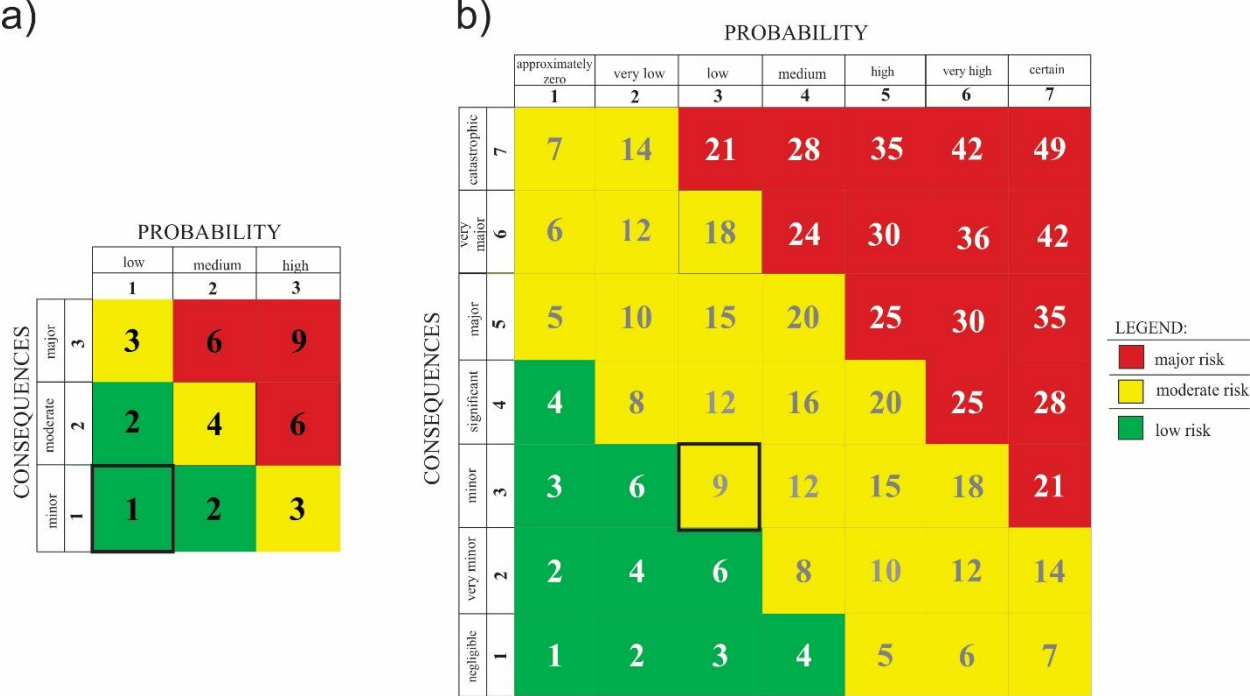 a)
PROBABILITY
low medium high
1 2 3
CONSEQUENCES
major 3 3 6 9
moderate 2 2 4 6
minor 1 1 2 3
b)
PROBABILITY
approximately zero very low low medium high very high certain
1 2 3 4 5 6 7
CONSEQUENCES
catastrophic 7 7 14 21 28 35 42 49
very major 6 6 12 18 24 30 36 42
major 5 5 10 15 20 25 30 35
significant 4 4 8 12 16 20 25 28
minor 3 3 6 9 12 15 18 21
very minor 2 2 4 6 8 10 12 14
negligible 1 1 2 3 4 5 6 7
LEGEND:
major risk
moderate risk
low risk